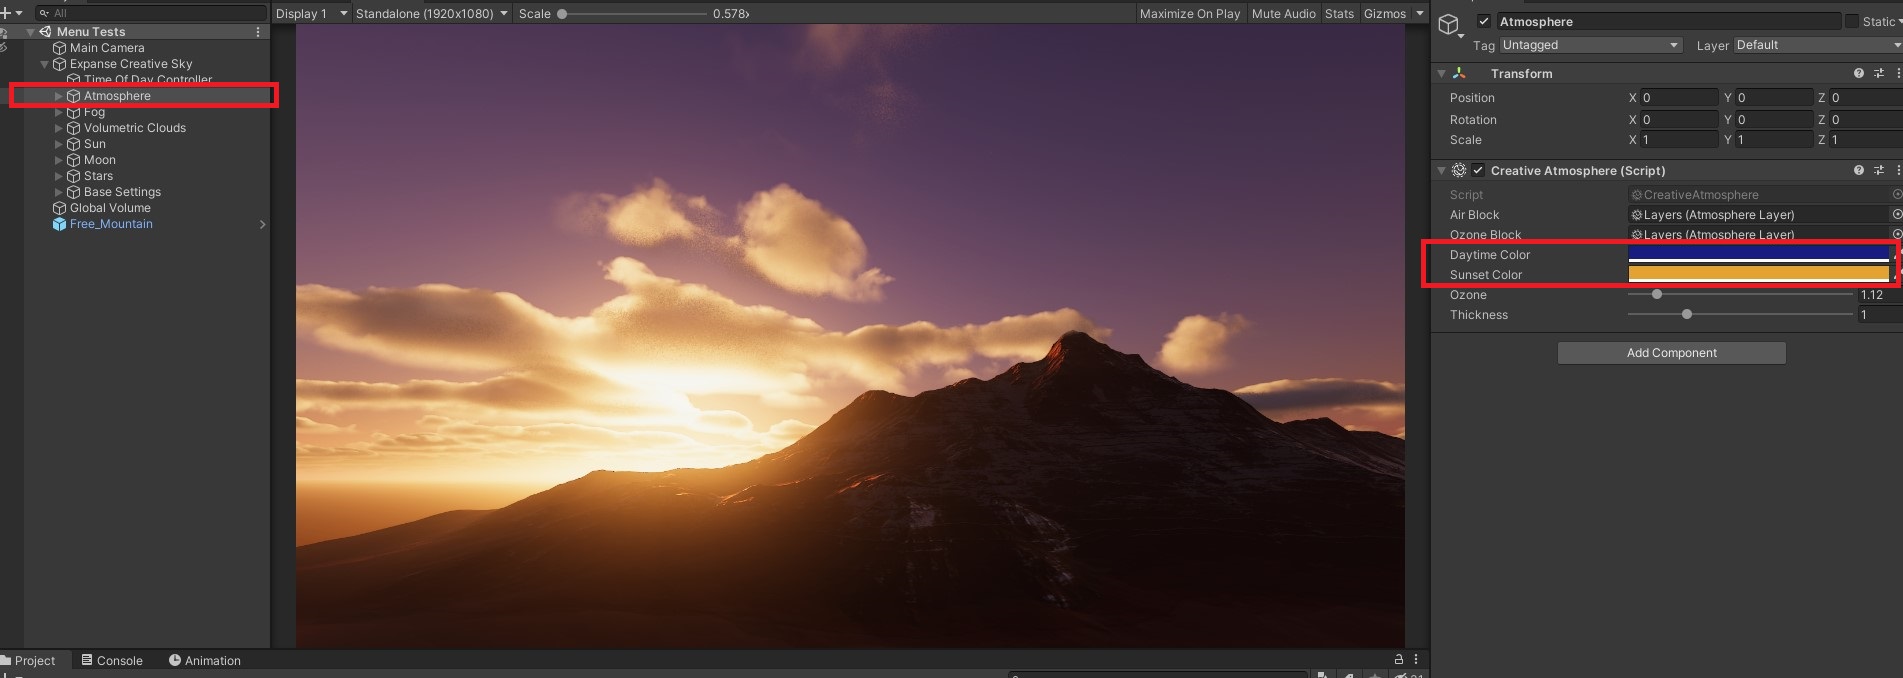 All
Display 1 Standalone (1920x1080) Scale 0.578x Maximize On Play Mute Audio Stats Gizmos
Menu Tests
Main Camera
Expanse Creative Sky
Time Of Day Controller
Atmosphere
Fog
Volumetric Clouds
Sun
Moon
Stars
Base Settings
Global Volume
Free_Mountain
Atmosphere Static
Tag Untagged Layer Default
Transform
Position X 0 Y 0 Z 0
Rotation X 0 Y 0 Z 0
Scale X 1 Y 1 Z 1
Creative Atmosphere (Script)
Script CreativeAtmosphere
Air Block Layers (Atmosphere Layer)
Ozone Block Layers (Atmosphere Layer)
Daytime Color
Sunset Color
Ozone 1.12
Thickness 1
Add Component
Project Console Animation